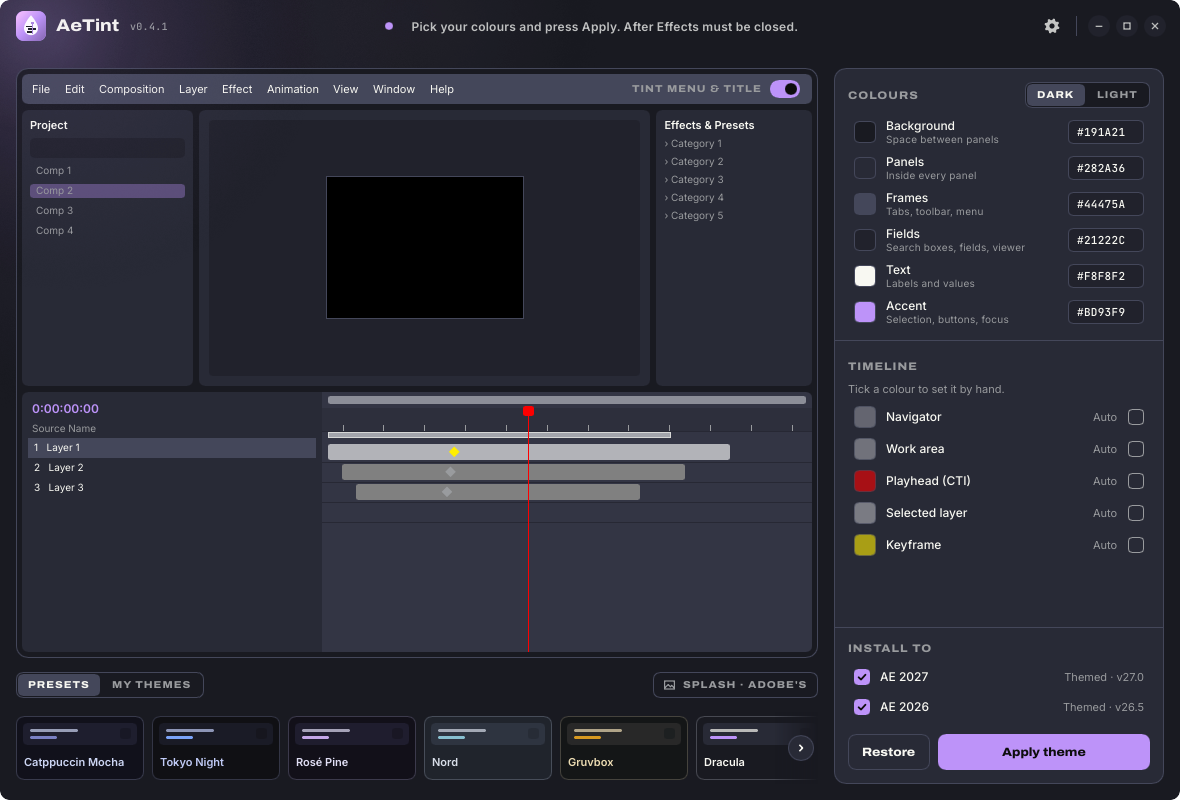 AeTint v0.4.1
Pick your colours and press Apply. After Effects must be closed.
File Edit Composition Layer Effect Animation View Window Help
TINT MENU & TITLE
Project
Comp 1
Comp 2
Comp 3
Comp 4
Effects & Presets
› Category 1
› Category 2
› Category 3
› Category 4
› Category 5
0:00:00:00
Source Name
1 Layer 1
2 Layer 2
3 Layer 3
PRESETS MY THEMES
SPLASH · ADOBE'S
Catppuccin Mocha
Tokyo Night
Rosé Pine
Nord
Gruvbox
Dracula
COLOURS
DARK LIGHT
Background
Space between panels
#191A21
Panels
Inside every panel
#282A36
Frames
Tabs, toolbar, menu
#44475A
Fields
Search boxes, fields, viewer
#21222C
Text
Labels and values
#F8F8F2
Accent
Selection, buttons, focus
#BD93F9
TIMELINE
Tick a colour to set it by hand.
Navigator Auto
Work area Auto
Playhead (CTI) Auto
Selected layer Auto
Keyframe Auto
INSTALL TO
AE 2027 Themed · v27.0
AE 2026 Themed · v26.5
Restore
Apply theme